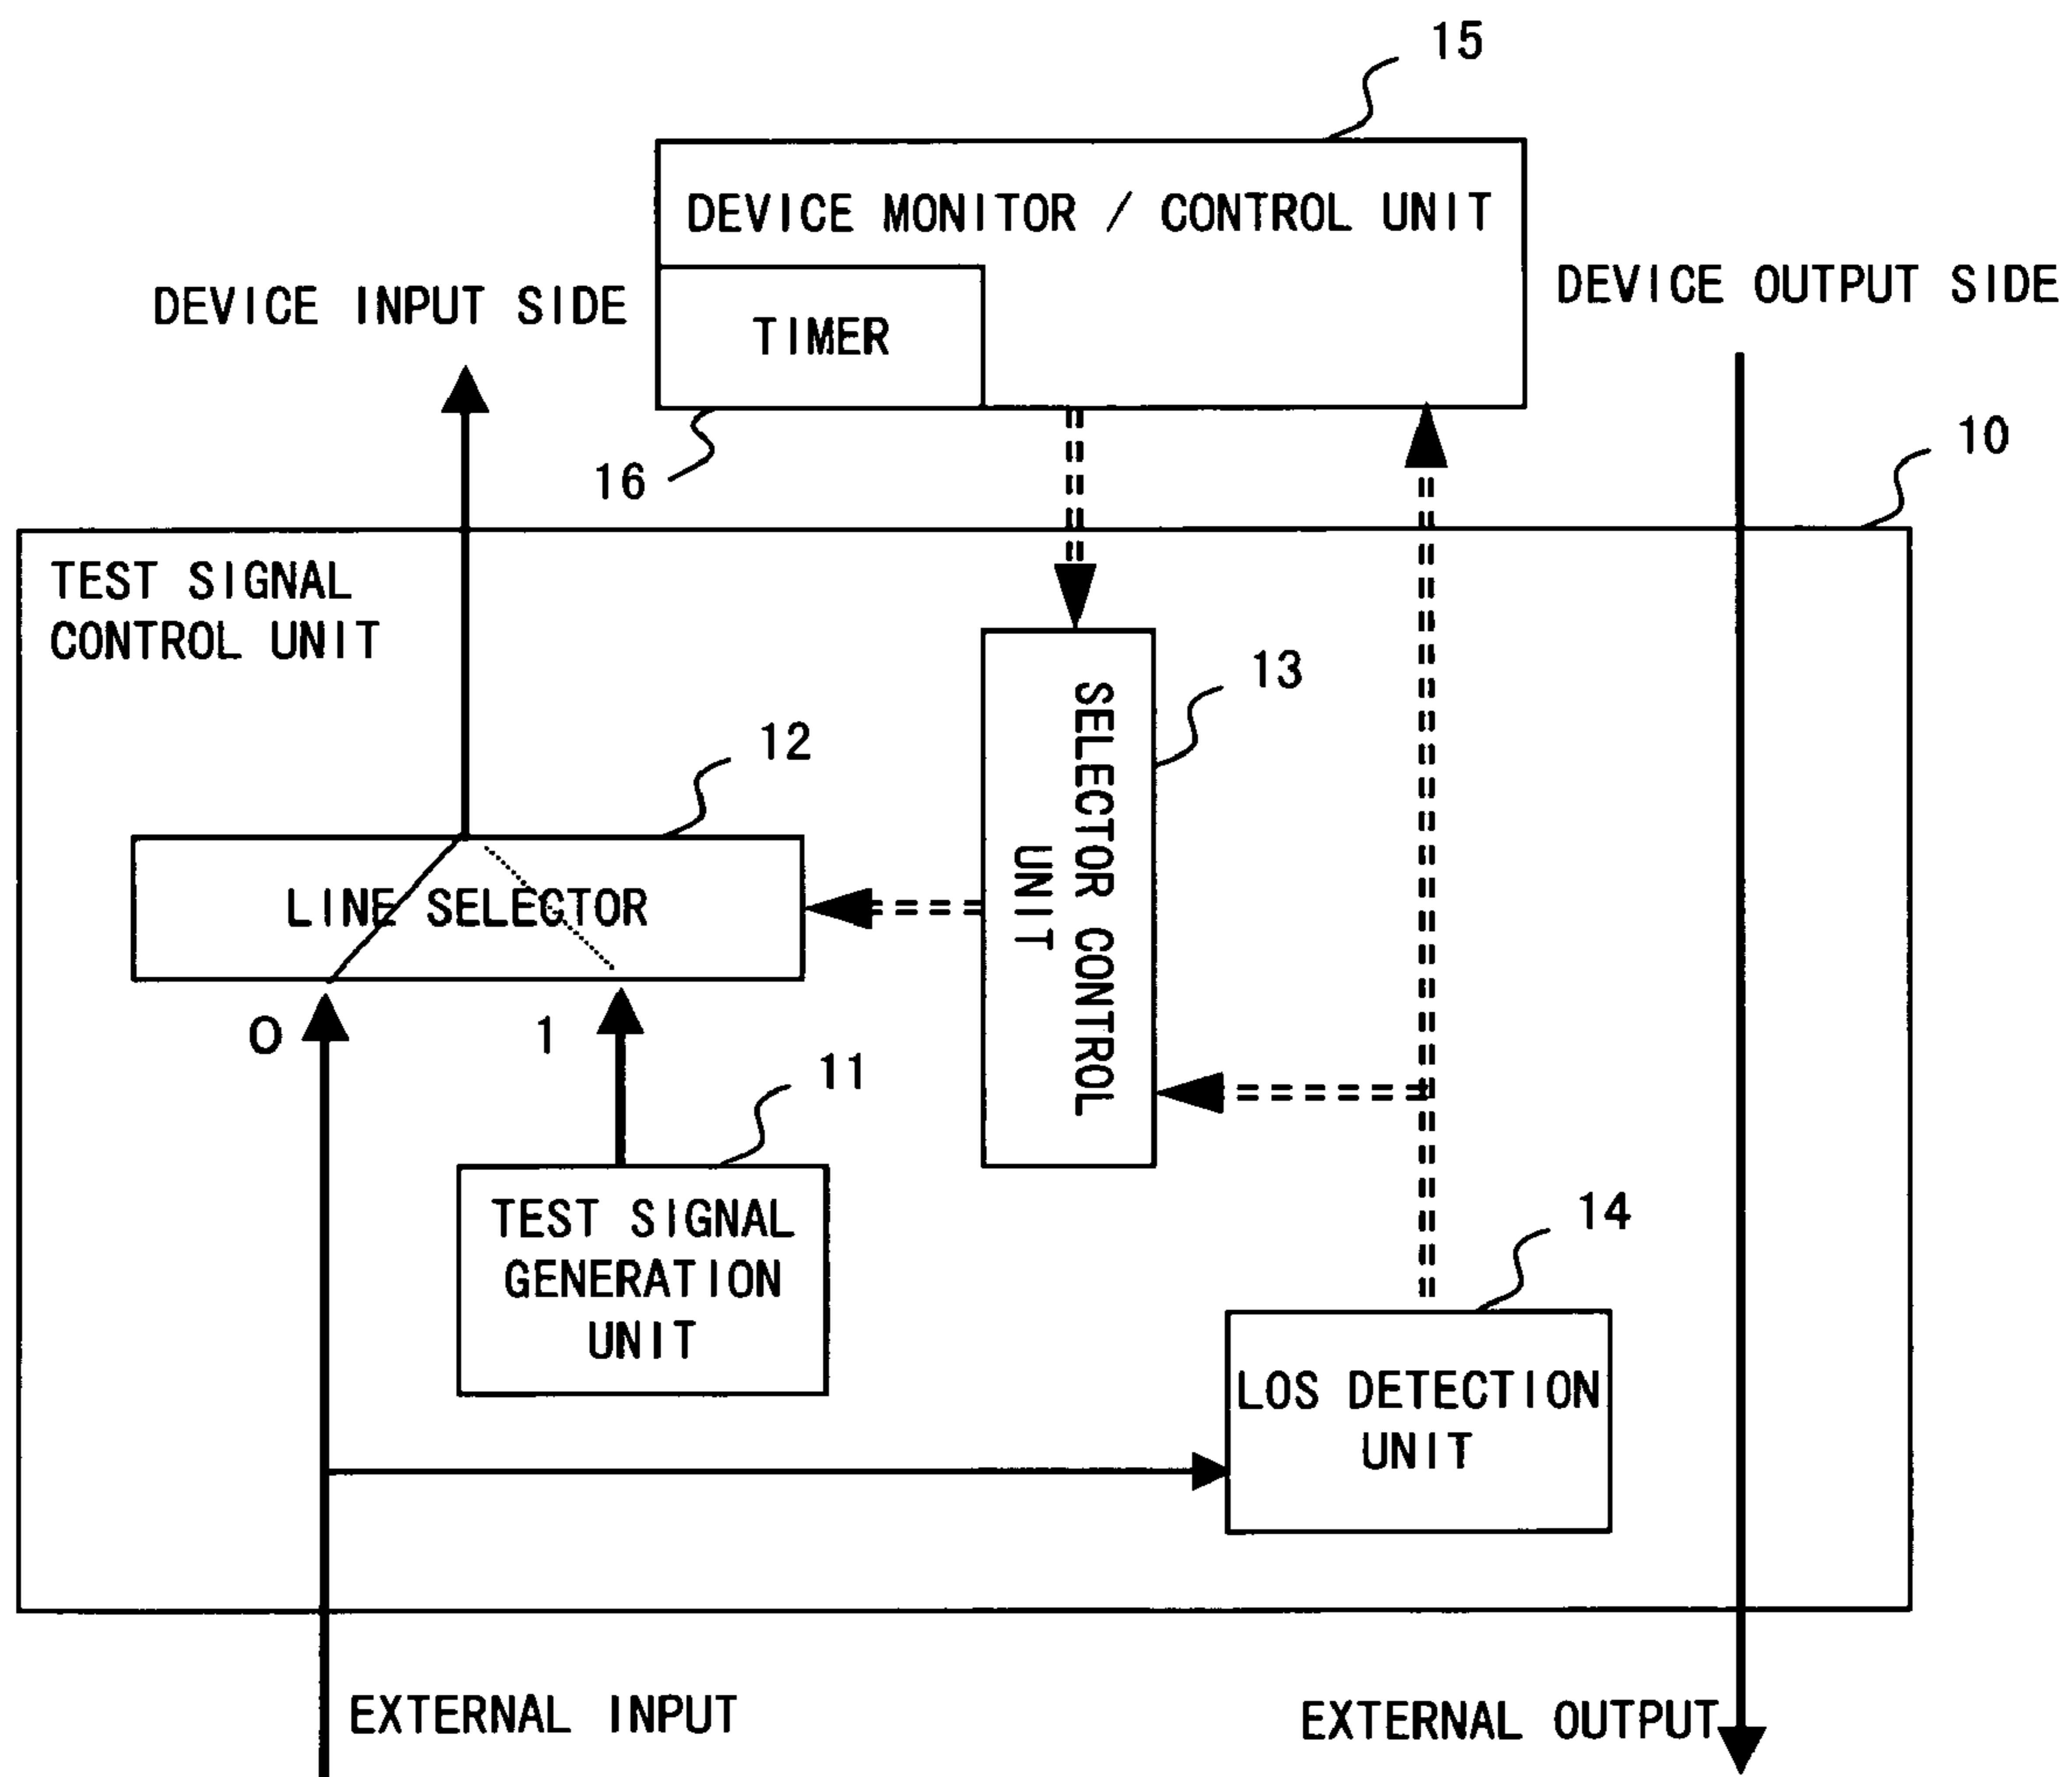 15
DEVICE MONITOR / CONTROL UNIT
DEVICE INPUT SIDE
TIMER
DEVICE OUTPUT SIDE
16
10
TEST SIGNAL
CONTROL UNIT
13
SELECTOR CONTROL
UNIT
12
LINE SELECTOR
0
1
11
TEST SIGNAL
GENERATION
UNIT
14
LOS DETECTION
UNIT
EXTERNAL INPUT
EXTERNAL OUTPUT